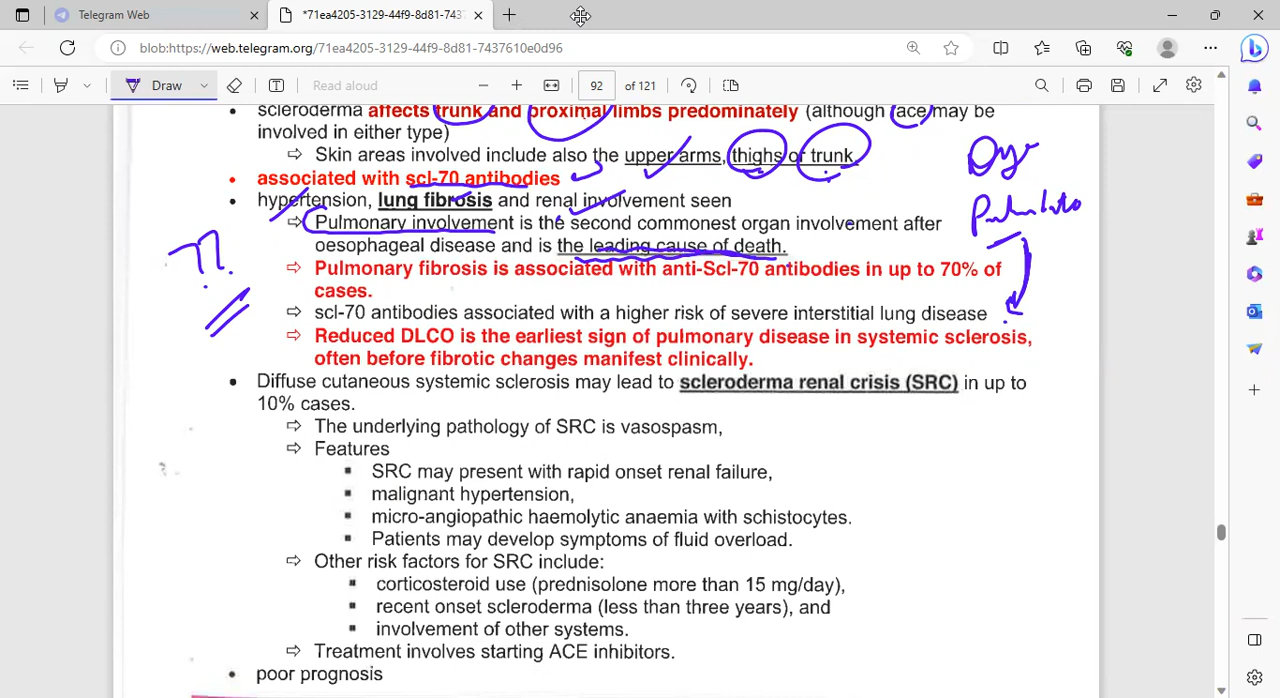 Telegram Web
*71ea4205-3129-44f9-8d81-7437
blob:https://web.telegram.org/71ea4205-3129-44f9-8d81-7437610e0d96
Draw
Read aloud
92 of 121
scleroderma affects trunk and proximal limbs predominately (although face may be
involved in either type)
⇨ Skin areas involved include also the upper arms, thighs or trunk.
• associated with scl-70 antibodies
• hypertension, lung fibrosis and renal involvement seen
⇨ Pulmonary involvement is the second commonest organ involvement after
oesophageal disease and is the leading cause of death.
⇨ Pulmonary fibrosis is associated with anti-Scl-70 antibodies in up to 70% of
cases.
⇨ scl-70 antibodies associated with a higher risk of severe interstitial lung disease
⇨ Reduced DLCO is the earliest sign of pulmonary disease in systemic sclerosis,
often before fibrotic changes manifest clinically.
• Diffuse cutaneous systemic sclerosis may lead to scleroderma renal crisis (SRC) in up to
10% cases.
⇨ The underlying pathology of SRC is vasospasm,
⇨ Features
▪ SRC may present with rapid onset renal failure,
▪ malignant hypertension,
▪ micro-angiopathic haemolytic anaemia with schistocytes.
▪ Patients may develop symptoms of fluid overload.
⇨ Other risk factors for SRC include:
▪ corticosteroid use (prednisolone more than 15 mg/day),
▪ recent onset scleroderma (less than three years), and
▪ involvement of other systems.
⇨ Treatment involves starting ACE inhibitors.
• poor prognosis
??